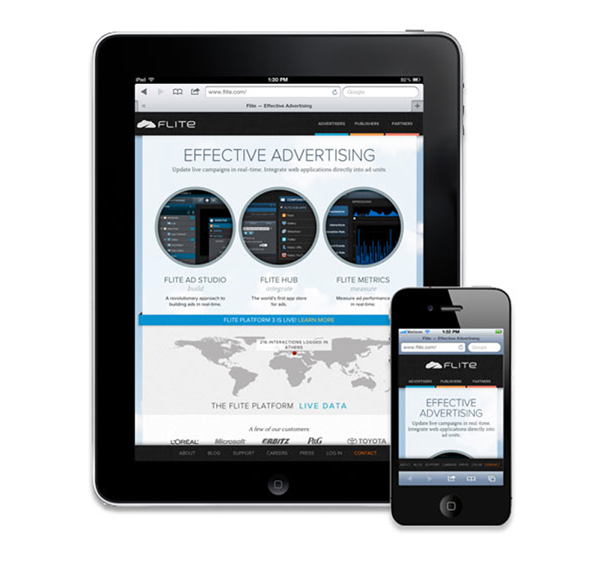 iPad 1:30 PM 92%
www.flite.com/ Google
Flite — Effective Advertising
FLITE ADVERTISERS PUBLISHERS PARTNERS
EFFECTIVE ADVERTISING
Update live campaigns in real-time. Integrate web applications directly into ad units.
FLITE AD STUDIO FLITE HUB FLITE METRICS
build integrate measure
A revolutionary approach to building ads in real-time.
The world's first app store for ads.
Measure ad performance in real-time.
FLITE PLATFORM 3 IS LIVE! LEARN MORE
216 INTERACTIONS LOGGED IN
ATHENS
THE FLITE PLATFORM LIVE DATA
A few of our customers
L'ORÉAL Microsoft ORBITZ P&G TOYOTA
ABOUT BLOG SUPPORT CAREERS PRESS LOG IN CONTACT
Verizon 1:32 PM
Flite — Effective Advertising
www.flite.com/ Google
FLITE
ADVERTISERS PUBLISHERS PARTNERS
EFFECTIVE
ADVERTISING
Update live campaigns in real-time.
Integrate web applications directly into
ad units.
ABOUT BLOG SUPPORT CAREERS PRESS LOG IN CONTACT